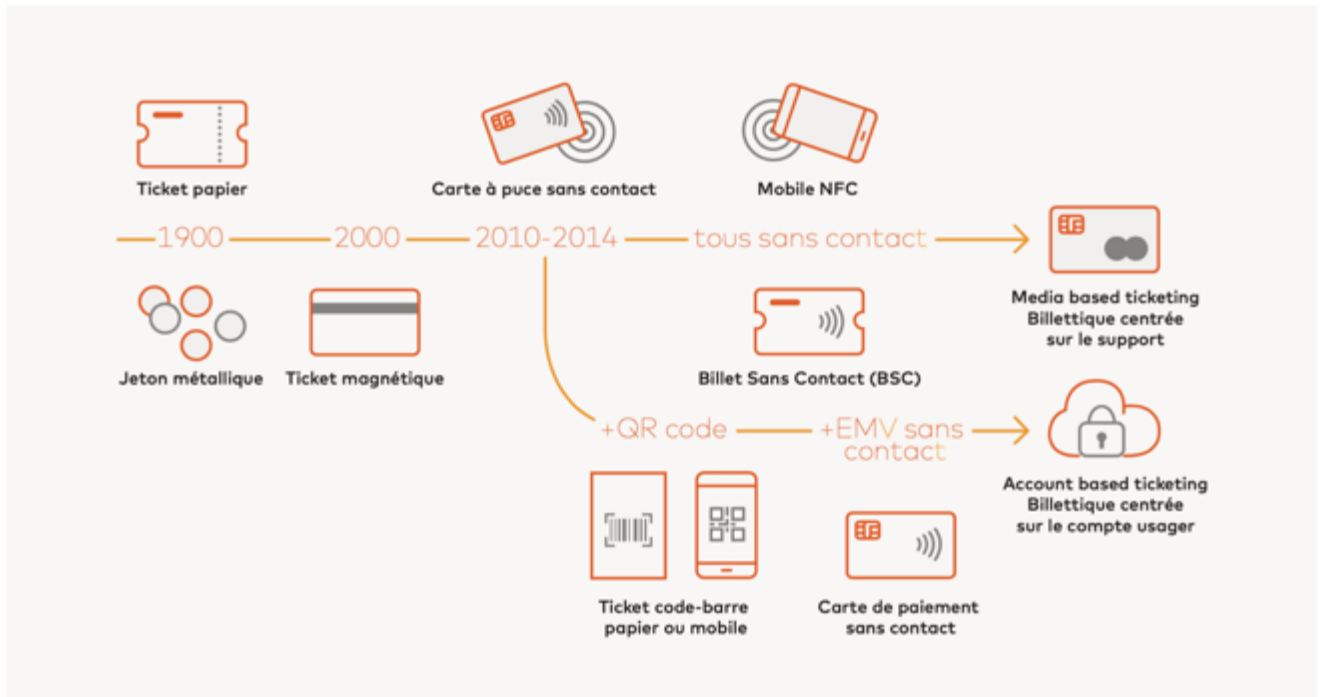 Ticket papier
Carte à puce sans contact
Mobile NFC
1900
2000
2010-2014
tous sans contact
Media based ticketing
Billettique centrée
sur le support
Jeton métallique
Ticket magnétique
Billet Sans Contact (BSC)
+QR code
+EMV sans
contact
Account based ticketing
Billettique centrée
sur le compte usager
Ticket code-barre
papier ou mobile
Carte de paiement
sans contact